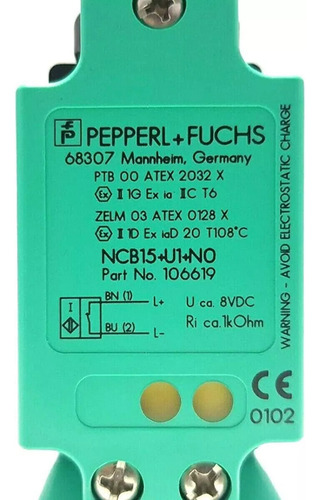 PEPPERL+FUCHS
68307 Mannheim, Germany
PTB 00 ATEX 2032 X
Ex II 1G Ex ia IIC T6
ZELM 03 ATEX 0128 X
Ex II 1D Ex iaD 20 T108°C
NCB15+U1+N0
Part No. 106619
BN (1) L+
BU (2) L-
I
U ca. 8VDC
Ri ca.1kOhm
WARNING - AVOID ELECTROSTATIC CHARGE
CE
0102